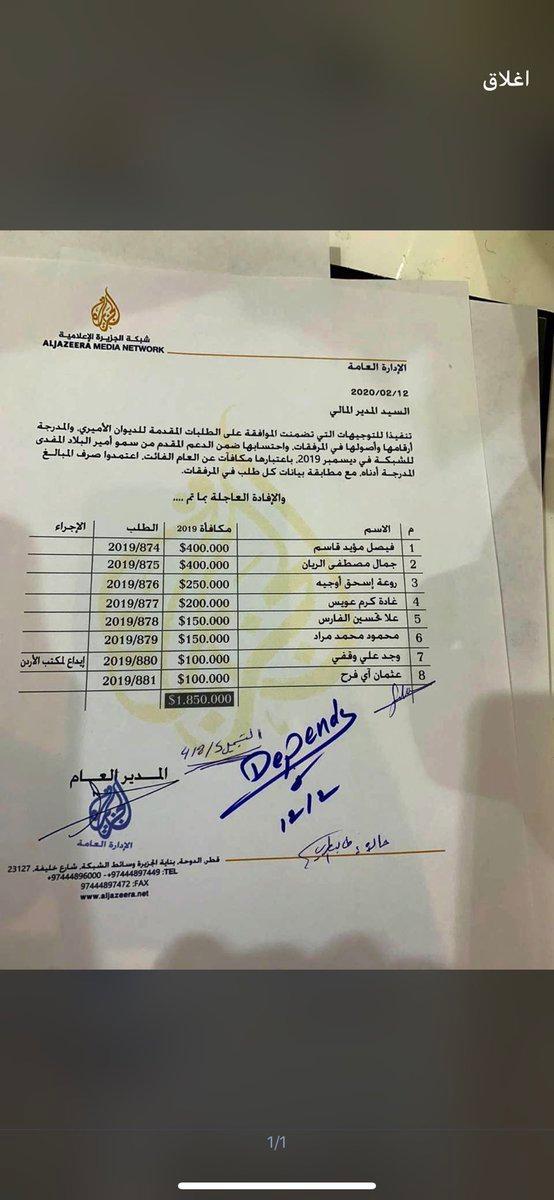 اغلاق
شبكة الجزيرة الإعلامية
ALJAZEERA MEDIA NETWORK
الإدارة العامة
2020/02/12
السيد المدير المالي
تنفيذا للتوجيهات التي تضمنت الموافقة على الطلبات المقدمة للديوان الأميري، والمدرجة
أرقامها وأصولها في المرفقات، واحتسابها ضمن الدعم المقدم من سمو أمير البلاد المفدى
للشبكة في ديسمبر 2019، باعتبارها مكافآت عن العام الفائت، اعتمدوا صرف المبالغ
المدرجة أدناه، مع مطابقة بيانات كل طلب في المرفقات.
والإفادة العاجلة بما تم ....
م الاسم مكافأة 2019 الطلب الإجراء
1 فيصل مؤيد قاسم $400.000 2019/874
2 جمال مصطفى الريان $400.000 2019/875
3 روعة إسحق أوجيه $250.000 2019/876
4 غادة كرم عويس $200.000 2019/877
5 علا تحسين الفارس $150.000 2019/878
6 محمود محمد مراد $150.000 2019/879
7 وجد علي وقفي $100.000 2019/880 إيداع لمكتب الأردن
8 عثمان آي فرح $100.000 2019/881
$1.850.000
Depends
12/2
المدير العام
الإدارة العامة
قطر، الدوحة، بناية الجزيرة وسائط الشبكة، شارع خليفة، 23127
+97444896000 -+97444897449 :TEL
97444897472 :FAX
www.aljazeera.net
1/1